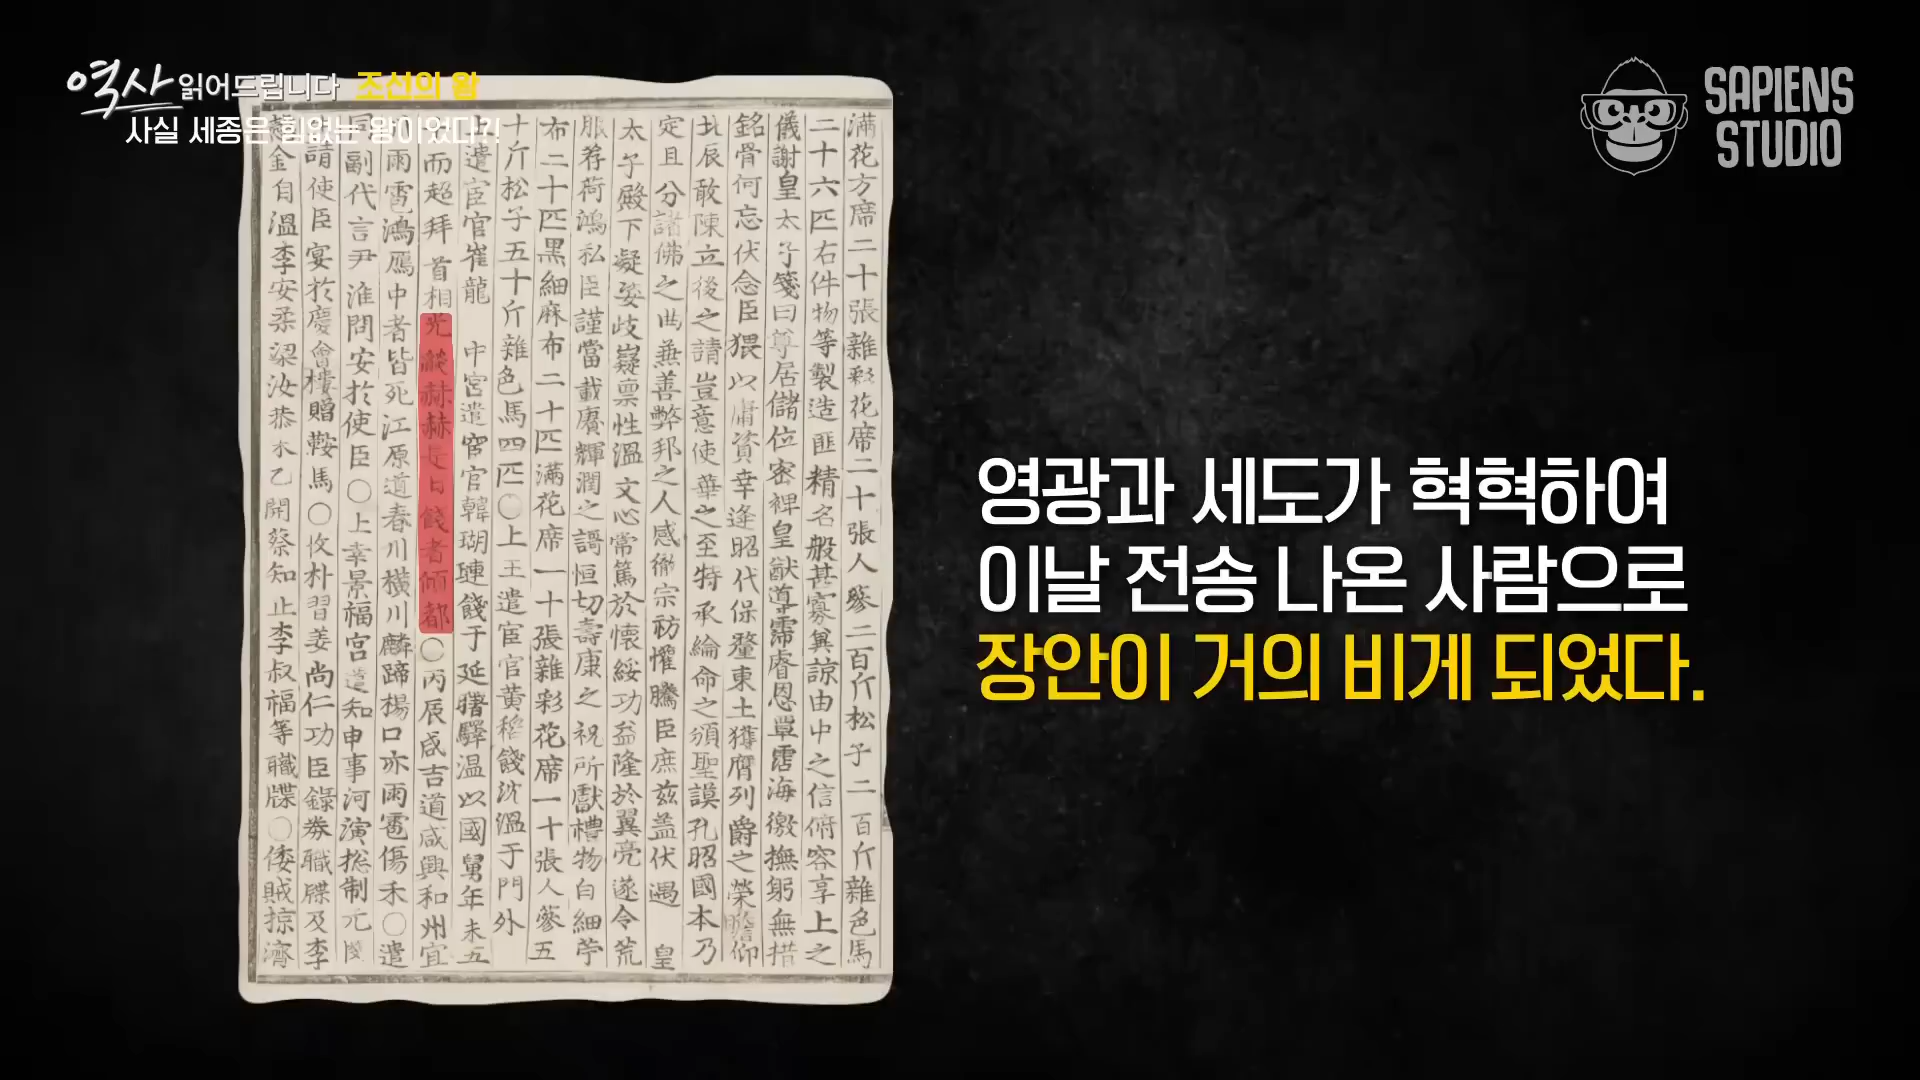 역사 읽어드립니다 조선의 왕
사실 세종은 힘없는 왕이었다?!
SAPIENS
STUDIO
滿花方席二十張雜彩花席二十張人蔘二百斤松子二百斤雜色馬
二十六匹右件物等製造匪精名般甚寡冀諒由中之信俯容享上之
儀謝皇太子箋曰尊居儲位密裨皇猷導霈睿恩覃霑海徼撫躬無措
銘骨何忘伏念臣猥以庸資幸逢昭代保釐東土獲膺列爵之榮瞻仰
北辰敢陳立後之請豈意使華之至特承綸命之頒聖謨孔昭國本乃
定且分諸佛之曲無善弊邦之人感徹宗祊懽騰臣庶茲蓋伏遇 皇
太子殿下凝姿岐嶷禀性溫文心常篤於懷綏功益隆於翼亮遂令荒
服荐荷鴻私臣謹當載賡輝潤之謌恒切壽康之祝所獻禮物白細苧
布二十匹黑細麻布二十匹滿花席一十張雜彩花席一十張人蔘五
十斤松子五十斤雜色馬四匹○上王遣宦官黃稻餞沈溫于門外
上遣宦官崔龍 中宮遣宦官韓瑚璉餞于延曙驛溫以國舅年未五
十而超拜首相光燄赫赫是日餞者傾都○丙辰咸吉道咸興和州宜
川雨雹鴻鴈中者皆死江原道春川橫川麟蹄楊口亦雨雹傷禾○遣
同副代言尹淮問安於使臣○上幸景福宮遣知申事河演摠制元閔
生請使臣宴於慶會樓贈鞍馬○收朴習姜尚仁功臣錄券職牒及李
慤金自溫李安柔梁汝恭木乙開蔡知止李叔福等職牒○倭賊掠濟
영광과 세도가 혁혁하여
이날 전송 나온 사람으로
장안이 거의 비게 되었다.